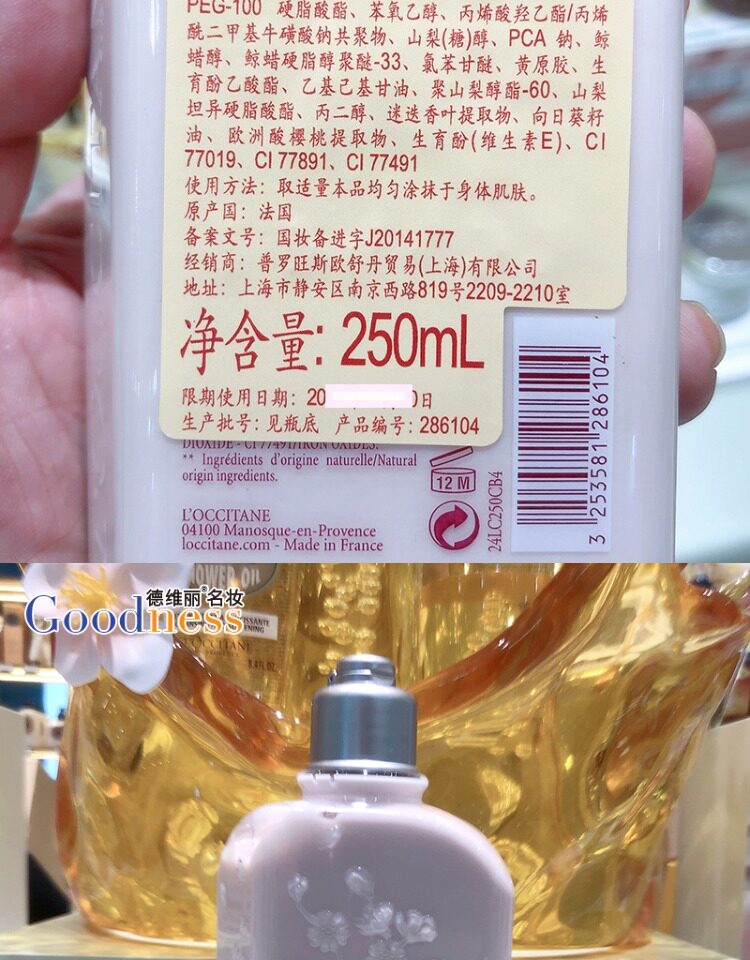 PEG-100 硬脂酸酯、苯氧乙醇、丙烯酸羟乙酯/丙烯
酰二甲基牛磺酸钠共聚物、山梨(糖)醇、PCA 钠、鲸
蜡醇、鲸蜡硬脂醇聚醚-33、氯苯甘醚、黄原胶、生
育酚乙酸酯、乙基己基甘油、聚山梨醇酯-60、山梨
坦异硬脂酸酯、丙二醇、迷迭香叶提取物、向日葵籽
油、欧洲酸樱桃提取物、生育酚(维生素E)、CI
77019、CI 77891、CI 77491
使用方法：取适量本品均匀涂抹于身体肌肤。
原产国：法国
备案文号：国妆备进字J20141777
经销商：普罗旺斯欧舒丹贸易(上海)有限公司
地址：上海市静安区南京西路819号2209-2210室
净含量: 250mL
限期使用日期：20 0日
生产批号：见瓶底 产品编号：286104
DIOXIDE - CI 77491/IRON OXIDES.
** Ingrédients d'origine naturelle/Natural
origin ingredients.
12 M
L'OCCITANE
04100 Manosque-en-Provence
loccitane.com - Made in France
24LC250CB4
3 253581 286104
SHOWER OIL
德维丽®名妆
Goodness
L'OCCITANE
8.4 FL.OZ.